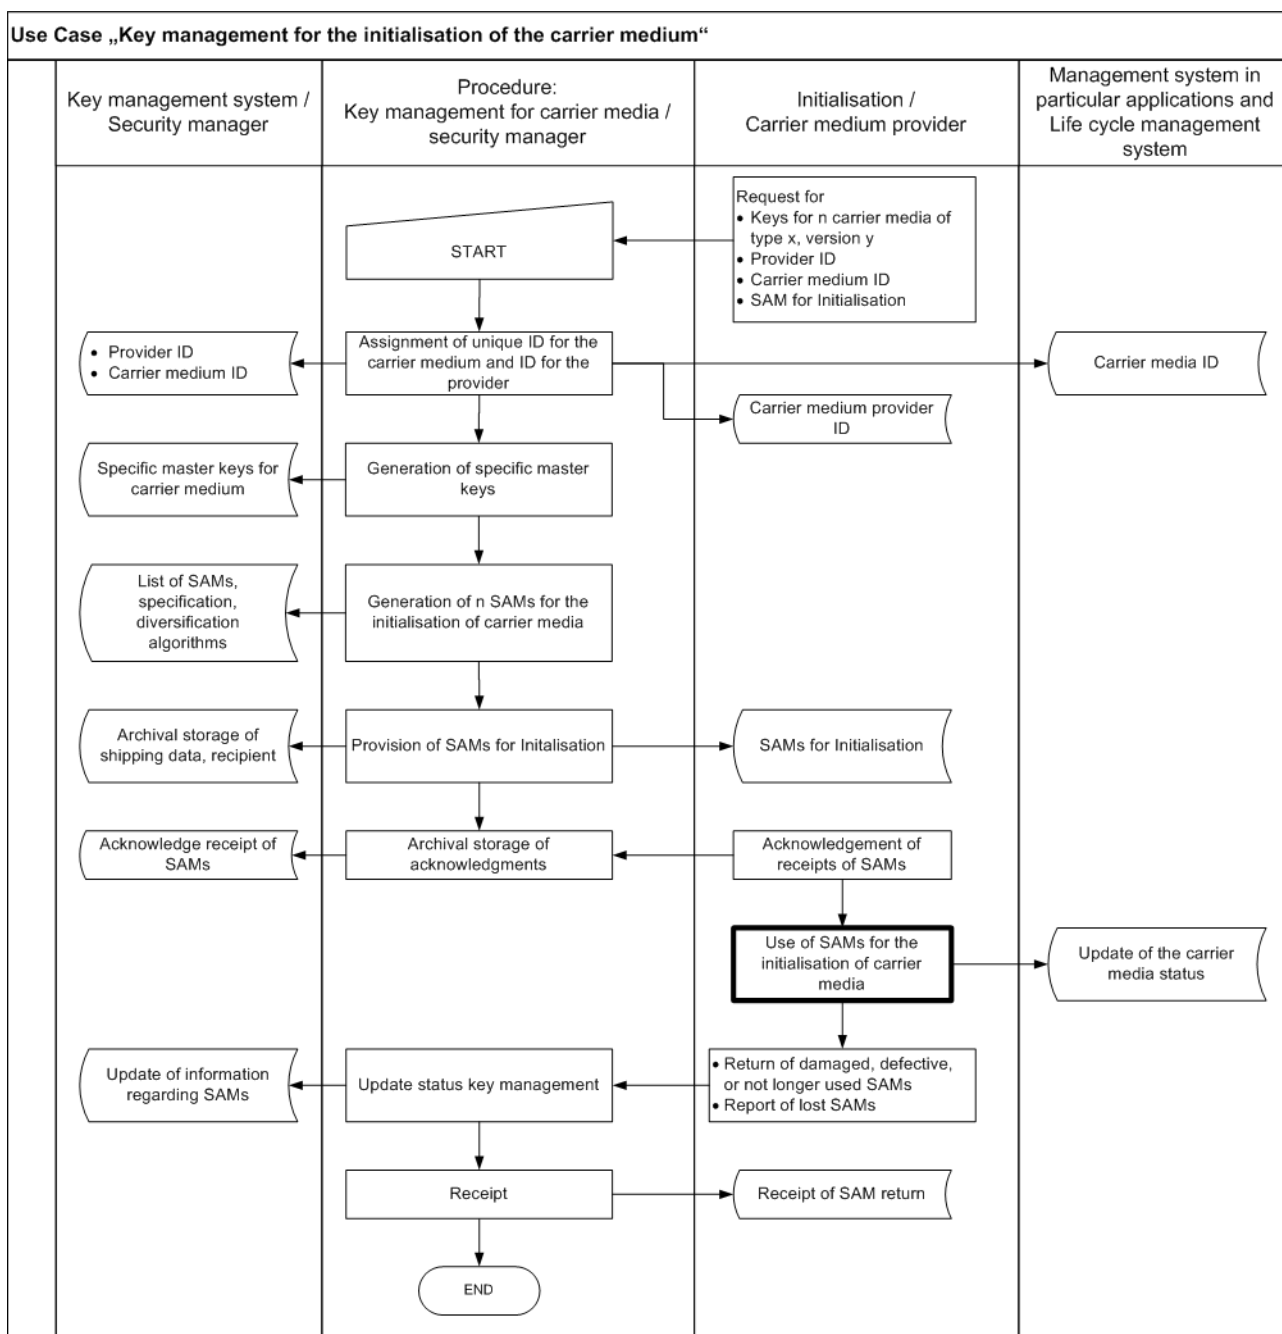 Use Case „Key management for the initialisation of the carrier medium“
Key management system /
Security manager
Procedure:
Key management for carrier media /
security manager
Initialisation /
Carrier medium provider
Management system in
particular applications and
Life cycle management
system
Request for
• Keys for n carrier media of
type x, version y
• Provider ID
• Carrier medium ID
• SAM for Initialisation
START
• Provider ID
• Carrier medium ID
Assignment of unique ID for the
carrier medium and ID for the
provider
Carrier media ID
Carrier medium provider
ID
Specific master keys for
carrier medium
Generation of specific master
keys
List of SAMs,
specification,
diversification
algorithms
Generation of n SAMs for the
initialisation of carrier media
Archival storage of
shipping data, recipient
Provision of SAMs for Initalisation
SAMs for Initialisation
Acknowledge receipt of
SAMs
Archival storage of
acknowledgments
Acknowledgement of
receipts of SAMs
Use of SAMs for the
initialisation of carrier
media
Update of the carrier
media status
Update of information
regarding SAMs
Update status key management
• Return of damaged, defective,
or not longer used SAMs
• Report of lost SAMs
Receipt
Receipt of SAM return
END